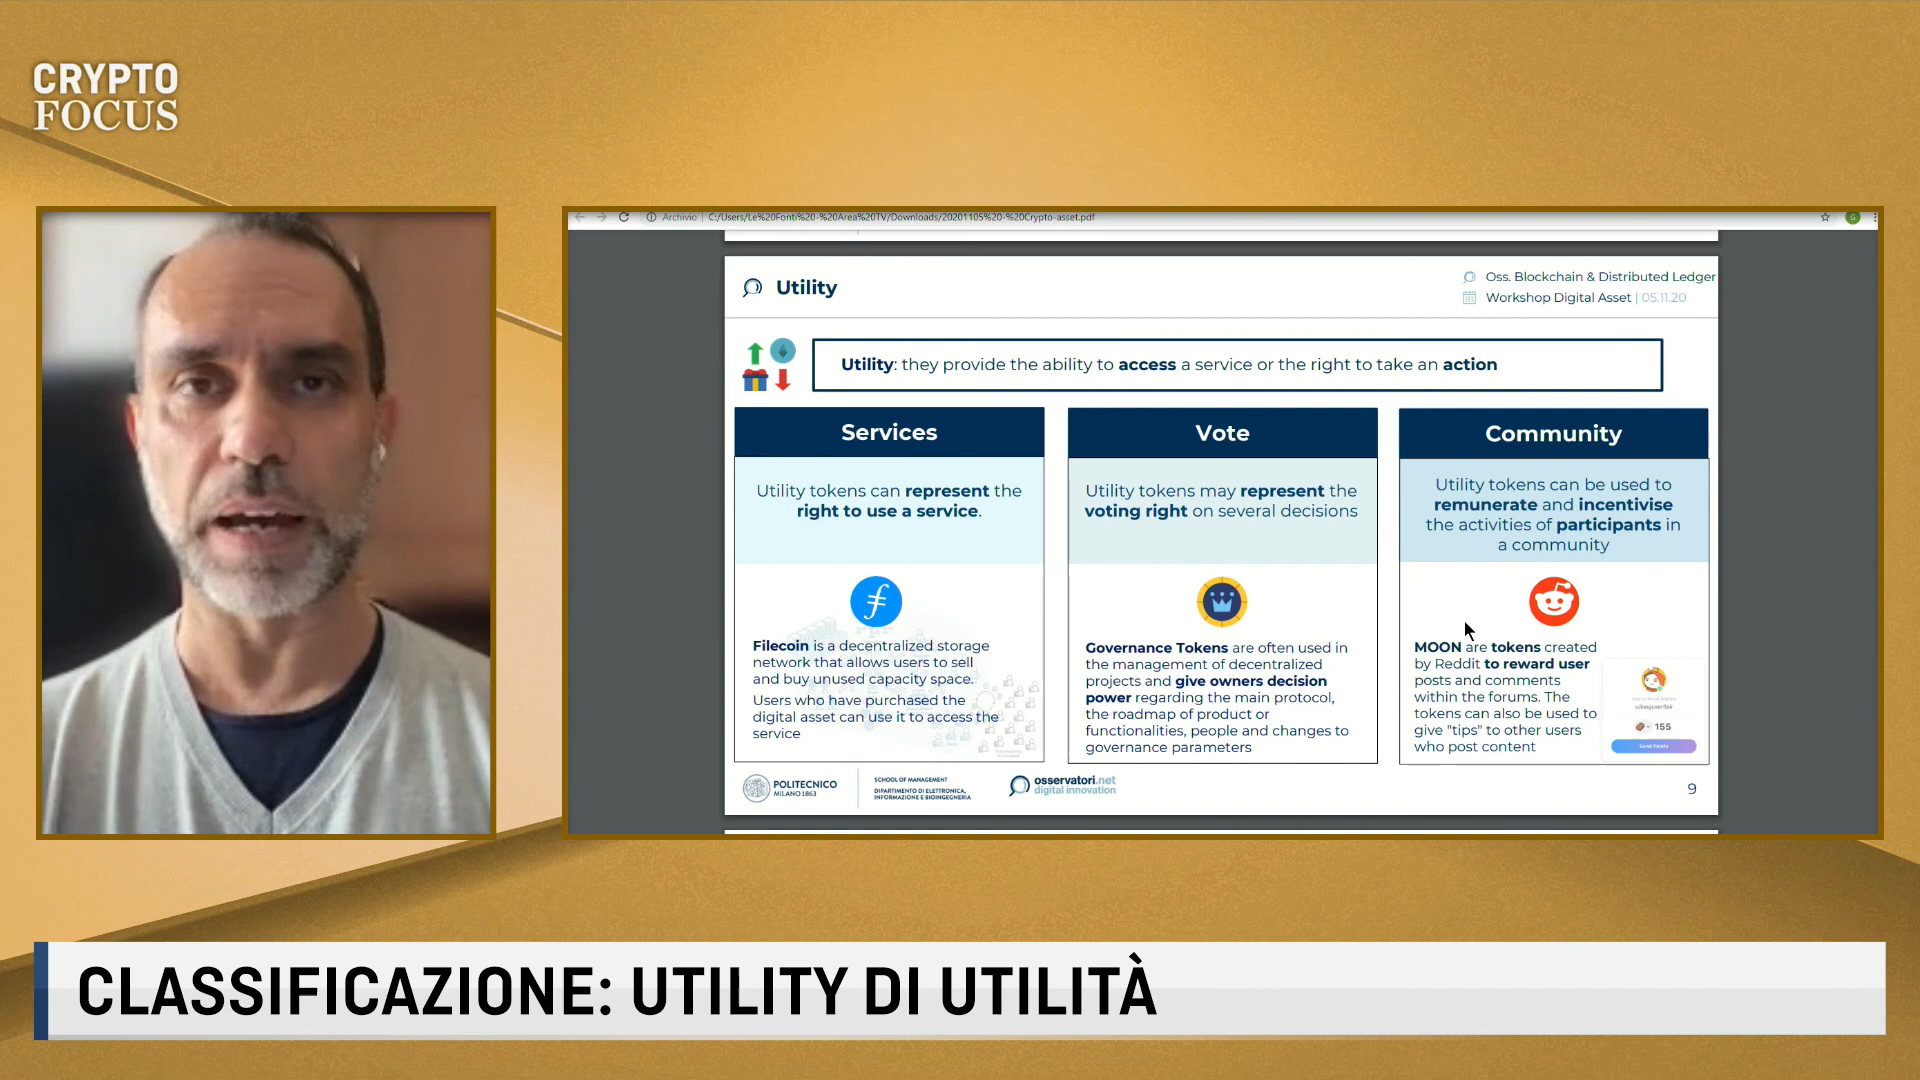 CRYPTO
FOCUS
Archivio | C:/Users/Le%20Fonti%20-%20Area%20TV/Downloads/20201105%20-%20Crypto-asset.pdf
G
Utility
Oss. Blockchain & Distributed Ledger
Workshop Digital Asset | 05.11.20
Utility: they provide the ability to access a service or the right to take an action
Services
Utility tokens can represent the
right to use a service.
Filecoin is a decentralized storage
network that allows users to sell
and buy unused capacity space.
Users who have purchased the
digital asset can use it to access the
service
Vote
Utility tokens may represent the
voting right on several decisions
Governance Tokens are often used in
the management of decentralized
projects and give owners decision
power regarding the main protocol,
the roadmap of product or
functionalities, people and changes to
governance parameters
Community
Utility tokens can be used to
remunerate and incentivise
the activities of participants in
a community
MOON are tokens created
by Reddit to reward user
posts and comments
within the forums. The
tokens can also be used to
give "tips" to other users
who post content
155
Send Points
POLITECNICO
MILANO 1863
SCHOOL OF MANAGEMENT
DIPARTIMENTO DI ELETTRONICA,
INFORMAZIONE E BIOINGEGNERIA
osservatori.net
digital innovation
9
CLASSIFICAZIONE: UTILITY DI UTILITÀ